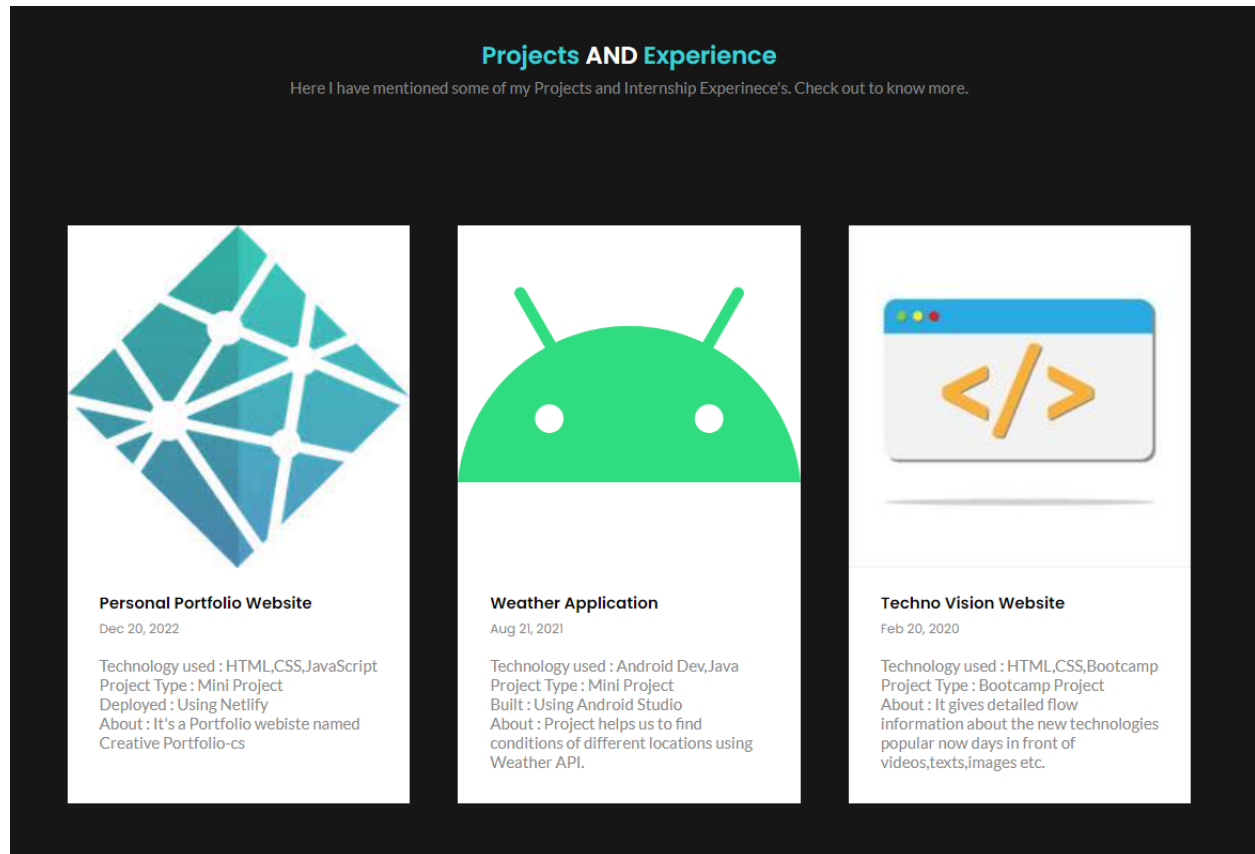 Projects AND Experience
Here I have mentioned some of my Projects and Internship Experinece's. Check out to know more.
</>
Personal Portfolio Website
Dec 20, 2022
Technology used : HTML,CSS,JavaScript
Project Type : Mini Project
Deployed : Using Netlify
About : It's a Portfolio webiste named
Creative Portfolio-cs
Weather Application
Aug 21, 2021
Technology used : Android Dev,Java
Project Type : Mini Project
Built : Using Android Studio
About : Project helps us to find
conditions of different locations using
Weather API.
Techno Vision Website
Feb 20, 2020
Technology used : HTML,CSS,Bootcamp
Project Type : Bootcamp Project
About : It gives detailed flow
information about the new technologies
popular now days in front of
videos,texts,images etc.